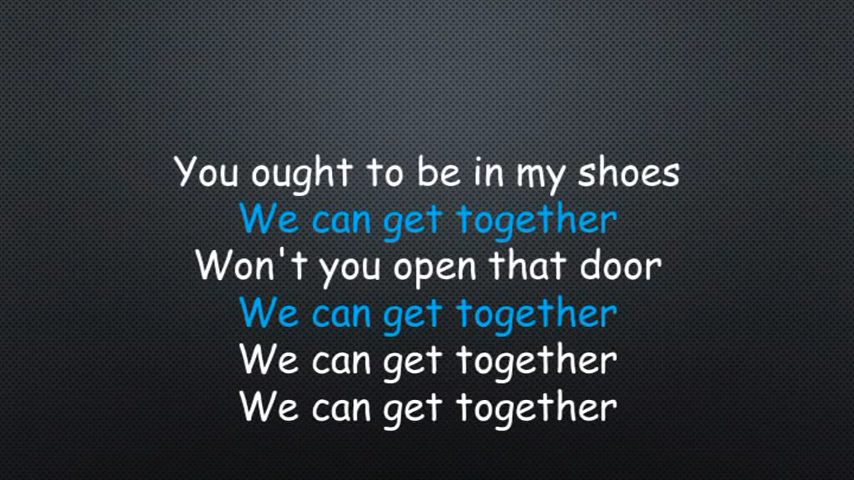 You ought to be in my shoes
We can get together
Won't you open that door
We can get together
We can get together
We can get together